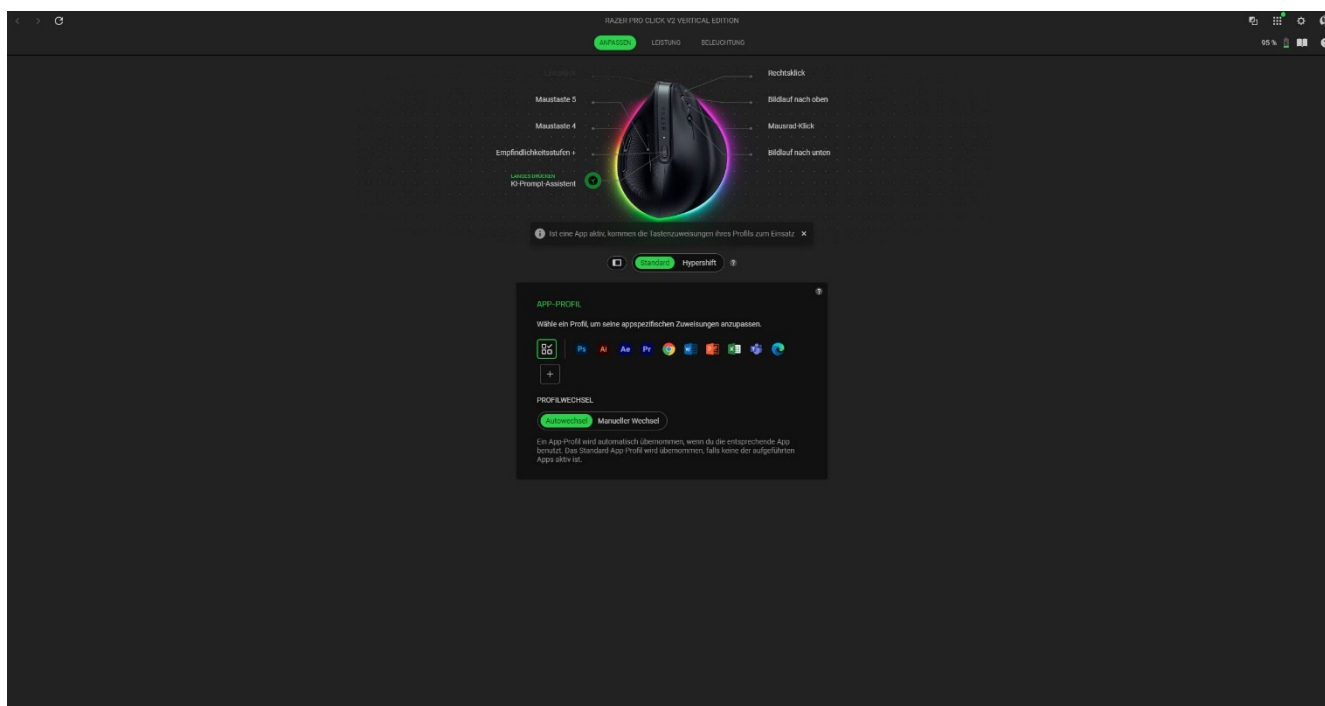 RAZER PRO CLICK V2 VERTICAL EDITION
ANPASSEN LEISTUNG BELEUCHTUNG
95 %
Linksklick
Rechtsklick
Maustaste 5
Bildlauf nach oben
Maustaste 4
Mausrad-Klick
Empfindlichkeitsstufen +
Bildlauf nach unten
LANGES DRÜCKEN
KI-Prompt-Assistent
Ist eine App aktiv, kommen die Tastenzuweisungen ihres Profils zum Einsatz
Standard Hypershift ?
?
APP-PROFIL
Wähle ein Profil, um seine appspezifischen Zuweisungen anzupassen.
Ps Ai Ae Pr
+
PROFILWECHSEL
Autowechsel Manueller Wechsel
Ein App-Profil wird automatisch übernommen, wenn du die entsprechende App
benutzt. Das Standard-App-Profil wird übernommen, falls keine der aufgeführten
Apps aktiv ist.